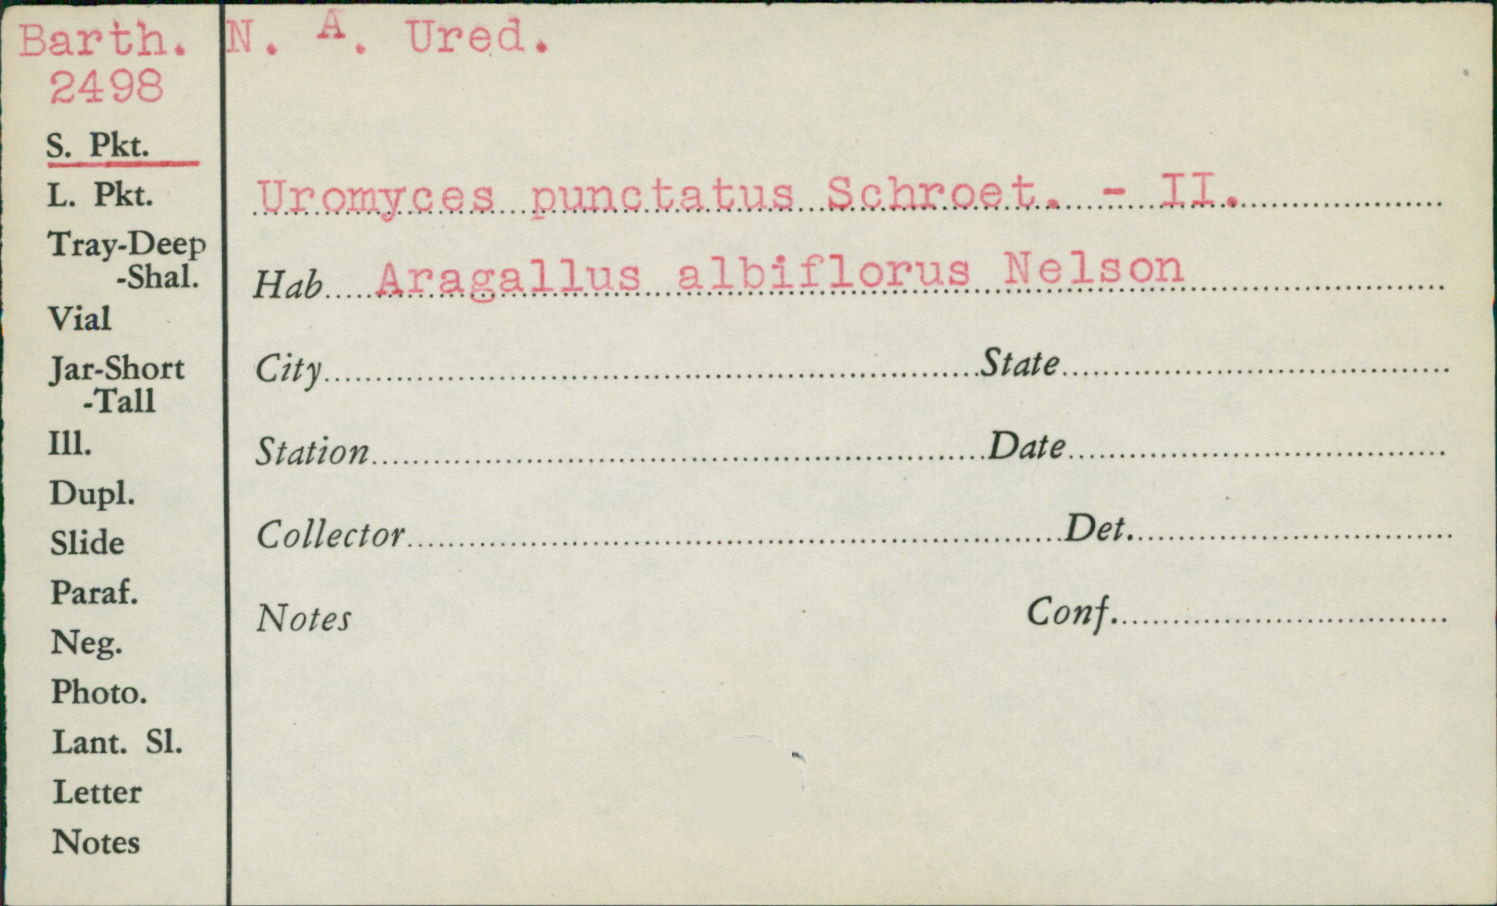 Barth. N. A. Ured.
2498
S. Pkt.
L. Pkt.
Tray-Deep
-Shal.
Vial
Jar-Short
-Tall
Ill.
Dupl.
Slide
Paraf.
Neg.
Photo.
Lant. Sl.
Letter
Notes
Uromyces punctatus Schroet. - II.
Hab Aragallus albiflorus Nelson
City State
Station Date
Collector Det.
Notes Conf.